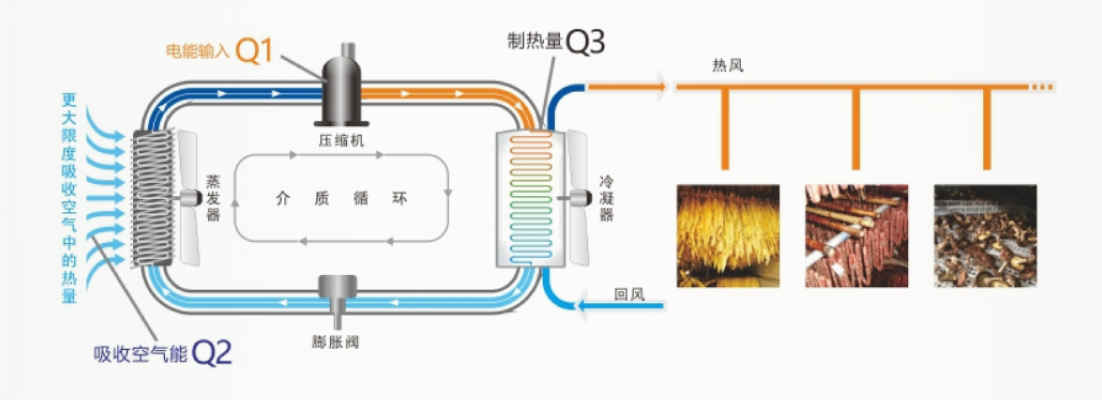 电能输入 Q1
制热量Q3
热风
更大限度吸收空气中的热量
压缩机
蒸发器
介质循环
冷凝器
回风
膨胀阀
吸收空气能 Q2